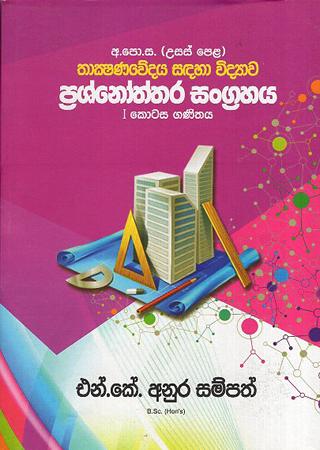 අ.පො.ස. (උසස් පෙළ)
තාක්ෂණවේදය සඳහා විද්‍යාව
ප්‍රශ්නෝත්තර සංග්‍රහය
I කොටස ගණිතය
එන්.කේ. අනුර සම්පත්
B.Sc. (Hon's)